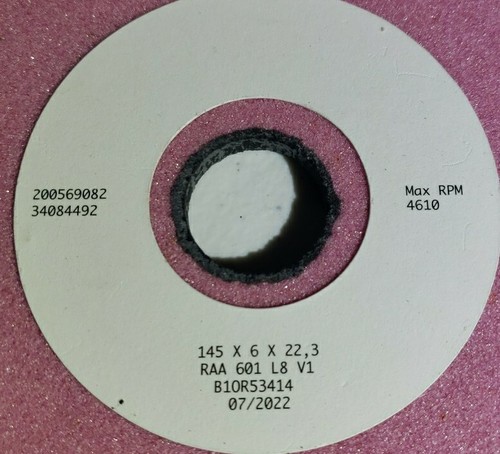 200569082
34084492
Max RPM
4610
145 X 6 X 22,3
RAA 601 L8 V1
B10R53414
07/2022